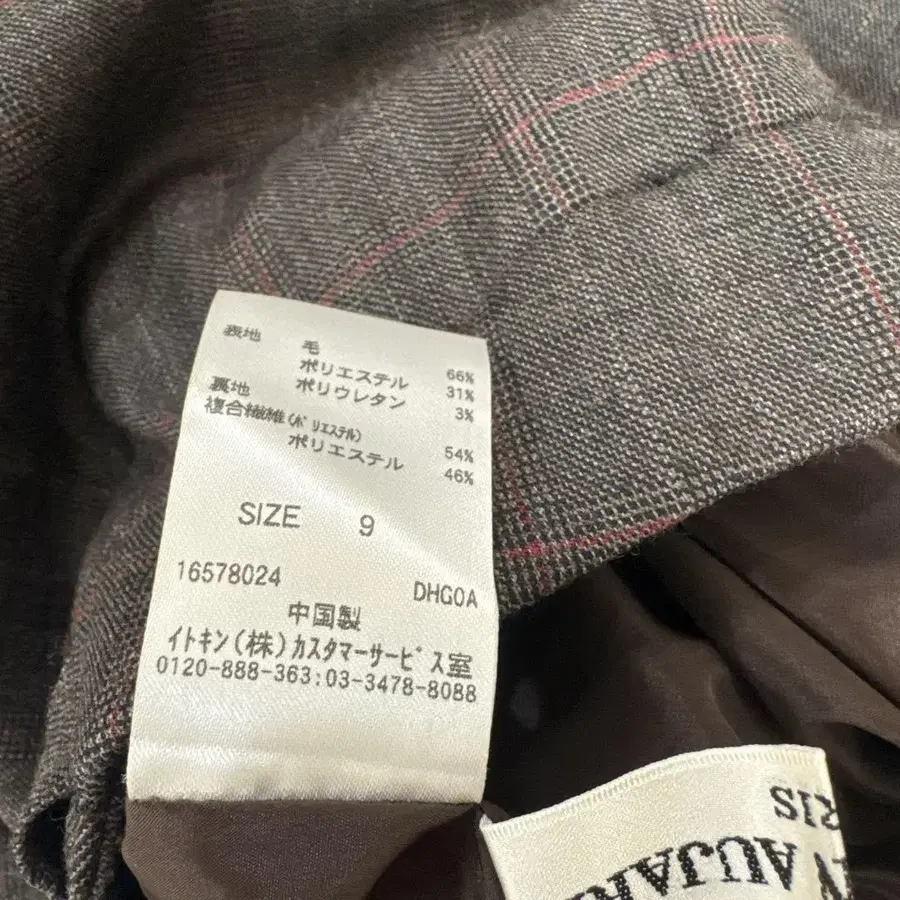 表地 毛 66%
ポリエステル 31%
ポリウレタン 3%
裏地
複合繊維(ポリエステル) 54%
ポリエステル 46%
SIZE 9
16578024 DHG0A
中国製
イトキン(株)カスタマーサービス室
0120-888-363:03-3478-8088